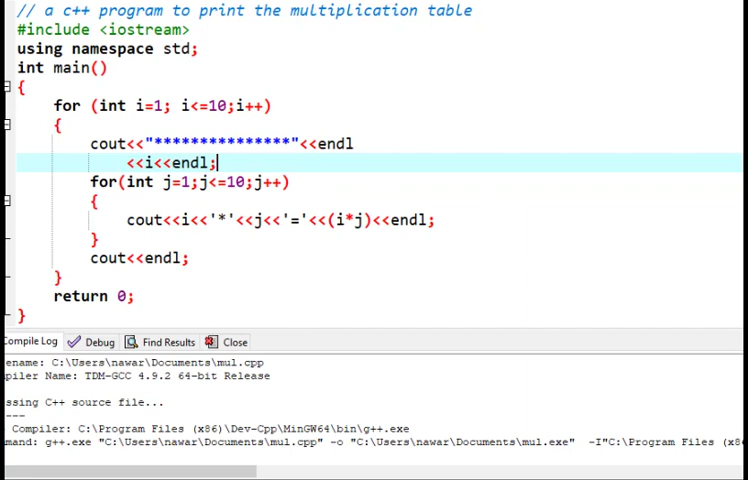 // a c++ program to print the multiplication table
#include <iostream>
using namespace std;
int main()
{
for (int i=1; i<=10;i++)
{
cout<<"***************"<<endl
<<i<<endl;
for(int j=1;j<=10;j++)
{
cout<<i<<'*'<<j<<'='<<(i*j)<<endl;
}
cout<<endl;
}
return 0;
}
Compile Log Debug Find Results Close
ename: C:\Users\nawar\Documents\mul.cpp
piler Name: TDM-GCC 4.9.2 64-bit Release
ssing C++ source file...
---
Compiler: C:\Program Files (x86)\Dev-Cpp\MinGW64\bin\g++.exe
mand: g++.exe "C:\Users\nawar\Documents\mul.cpp" -o "C:\Users\nawar\Documents\mul.exe" -I"C:\Program Files (x8